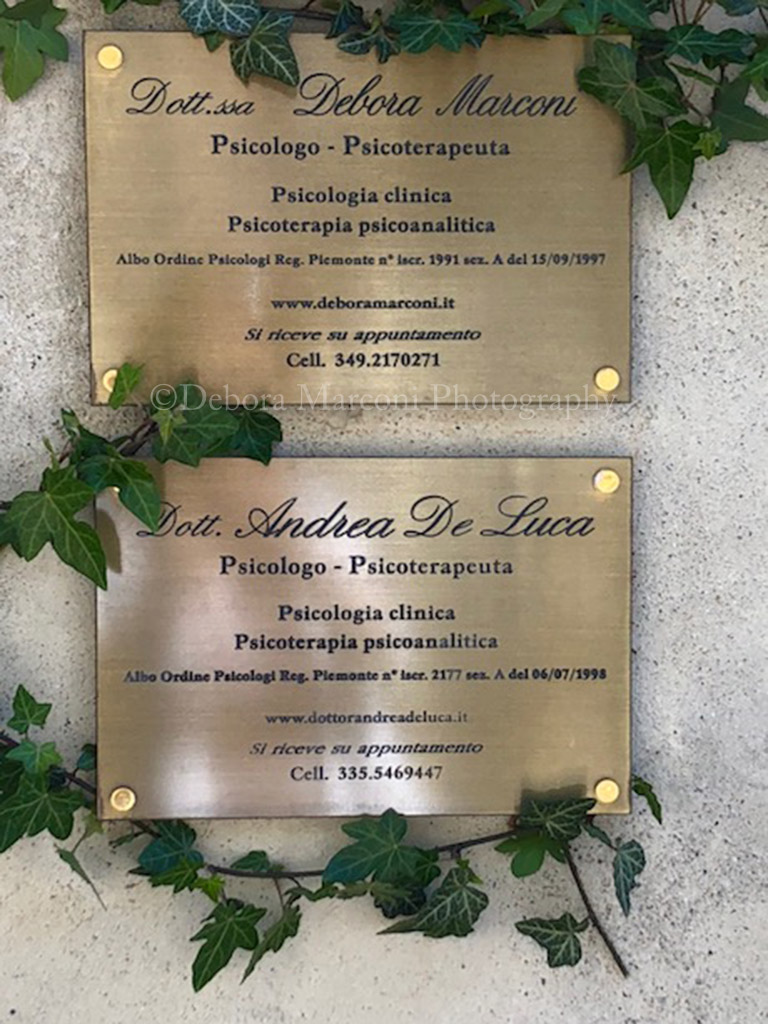 Dott.ssa Debora Marconi
Psicologo - Psicoterapeuta
Psicologia clinica
Psicoterapia psicoanalitica
Albo Ordine Psicologi Reg. Piemonte n° iscr. 1991 sez. A del 15/09/1997
www.deboramarconi.it
Si riceve su appuntamento
Cell. 349.2170271
©Debora Marconi Photography
Dott. Andrea De Luca
Psicologo - Psicoterapeuta
Psicologia clinica
Psicoterapia psicoanalitica
Albo Ordine Psicologi Reg. Piemonte n° iscr. 2177 sez. A del 06/07/1998
www.dottorandreadeluca.it
Si riceve su appuntamento
Cell. 335.5469447